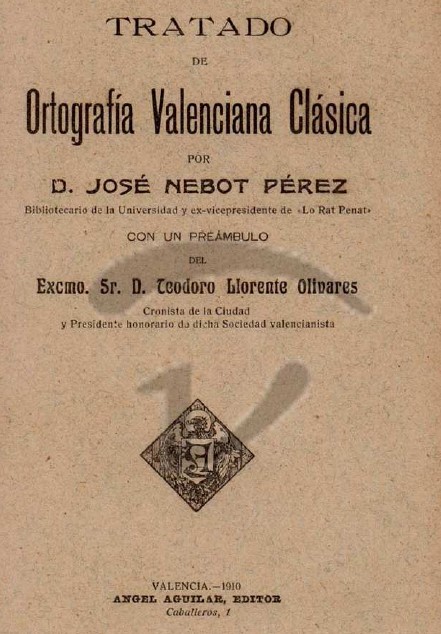 TRATADO
DE
Ortografía Valenciana Clásica
POR
D. JOSÉ NEBOT PÉREZ
Bibliotecario de la Universidad y ex-vicepresidente de «Lo Rat Penat»
CON UN PREÁMBULO
DEL
Excmo. Sr. D. Teodoro Llorente Olivares
Cronista de la Ciudad
y Presidente honorario de dicha Sociedad valencianista
VALENCIA.—1910
ANGEL AGUILAR, EDITOR
Caballeros, 1